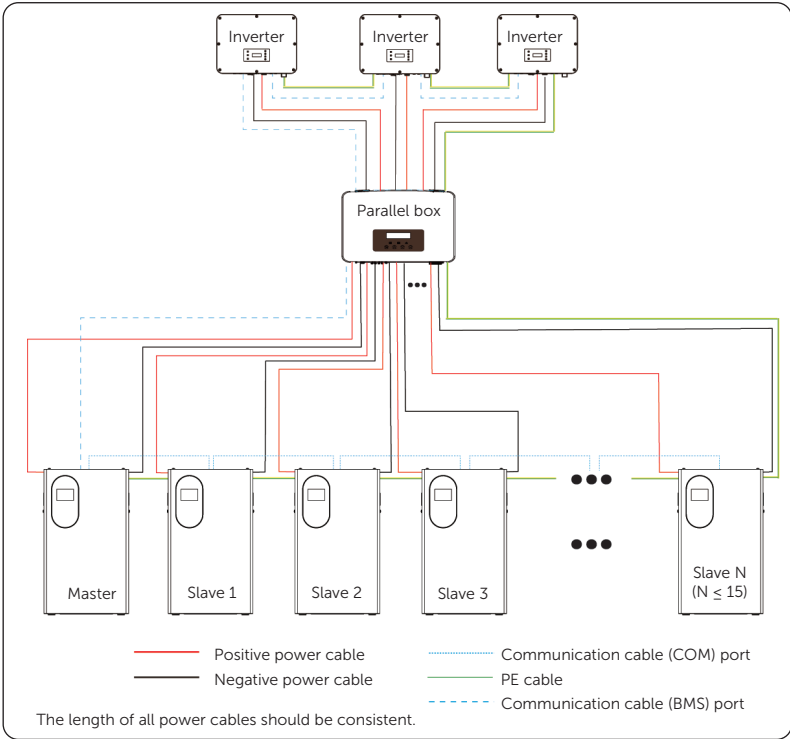 Inverter
Inverter
Inverter
Parallel box
Master
Slave 1
Slave 2
Slave 3
Slave N
(N ≤ 15)
Positive power cable
Communication cable (COM) port
Negative power cable
PE cable
Communication cable (BMS) port
The length of all power cables should be consistent.